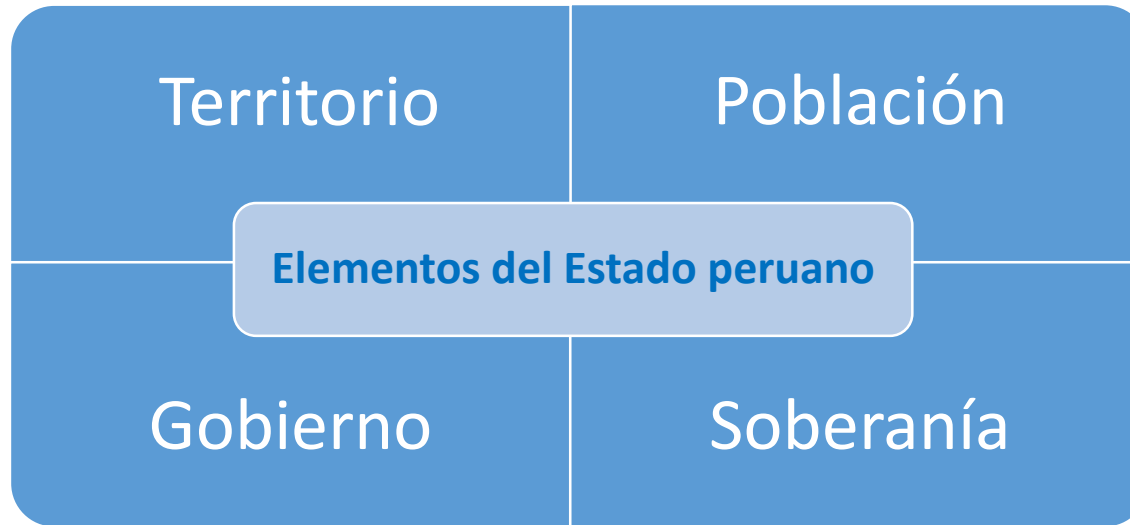 Territorio
Población
Elementos del Estado peruano
Gobierno
Soberanía